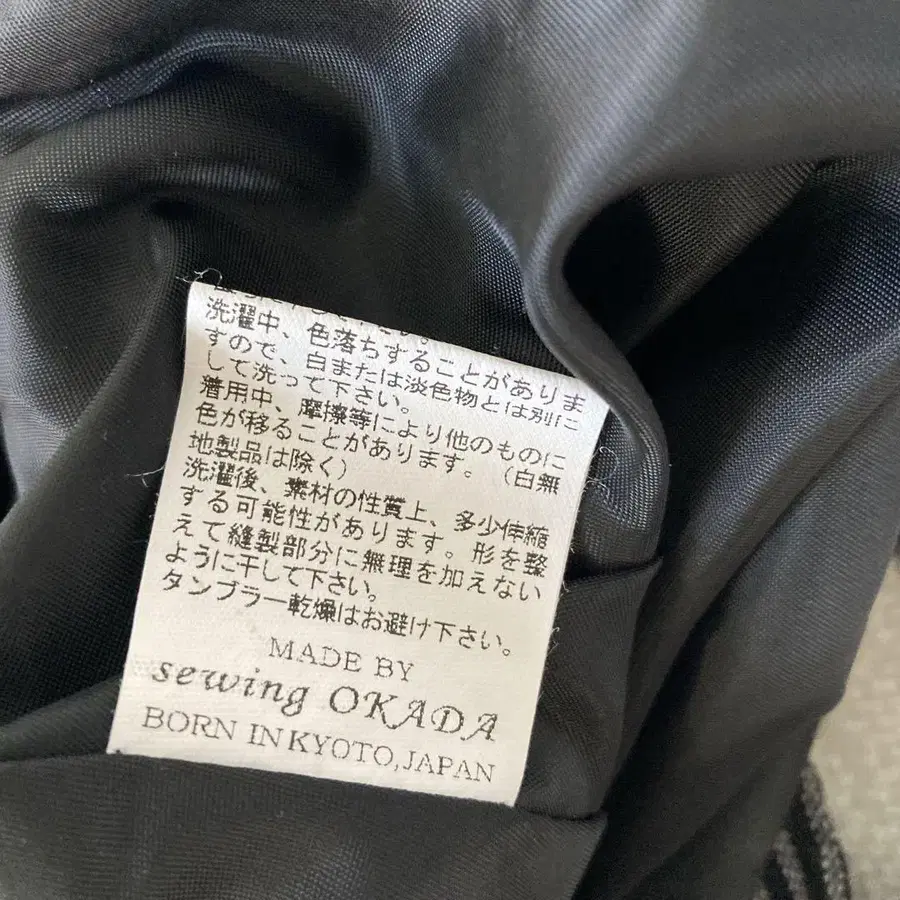 洗濯中、色落ちすることがありま
すので、白または淡色物とは別に
して洗って下さい。
着用中、摩擦等により他のものに
色が移ることがあります。（白無
地製品は除く）
洗濯後、素材の性質上、多少伸縮
する可能性があります。形を整
えて縫製部分に無理を加えない
ように干して下さい。
タンブラー乾燥はお避け下さい。
MADE BY
sewing OKADA
BORN IN KYOTO, JAPAN